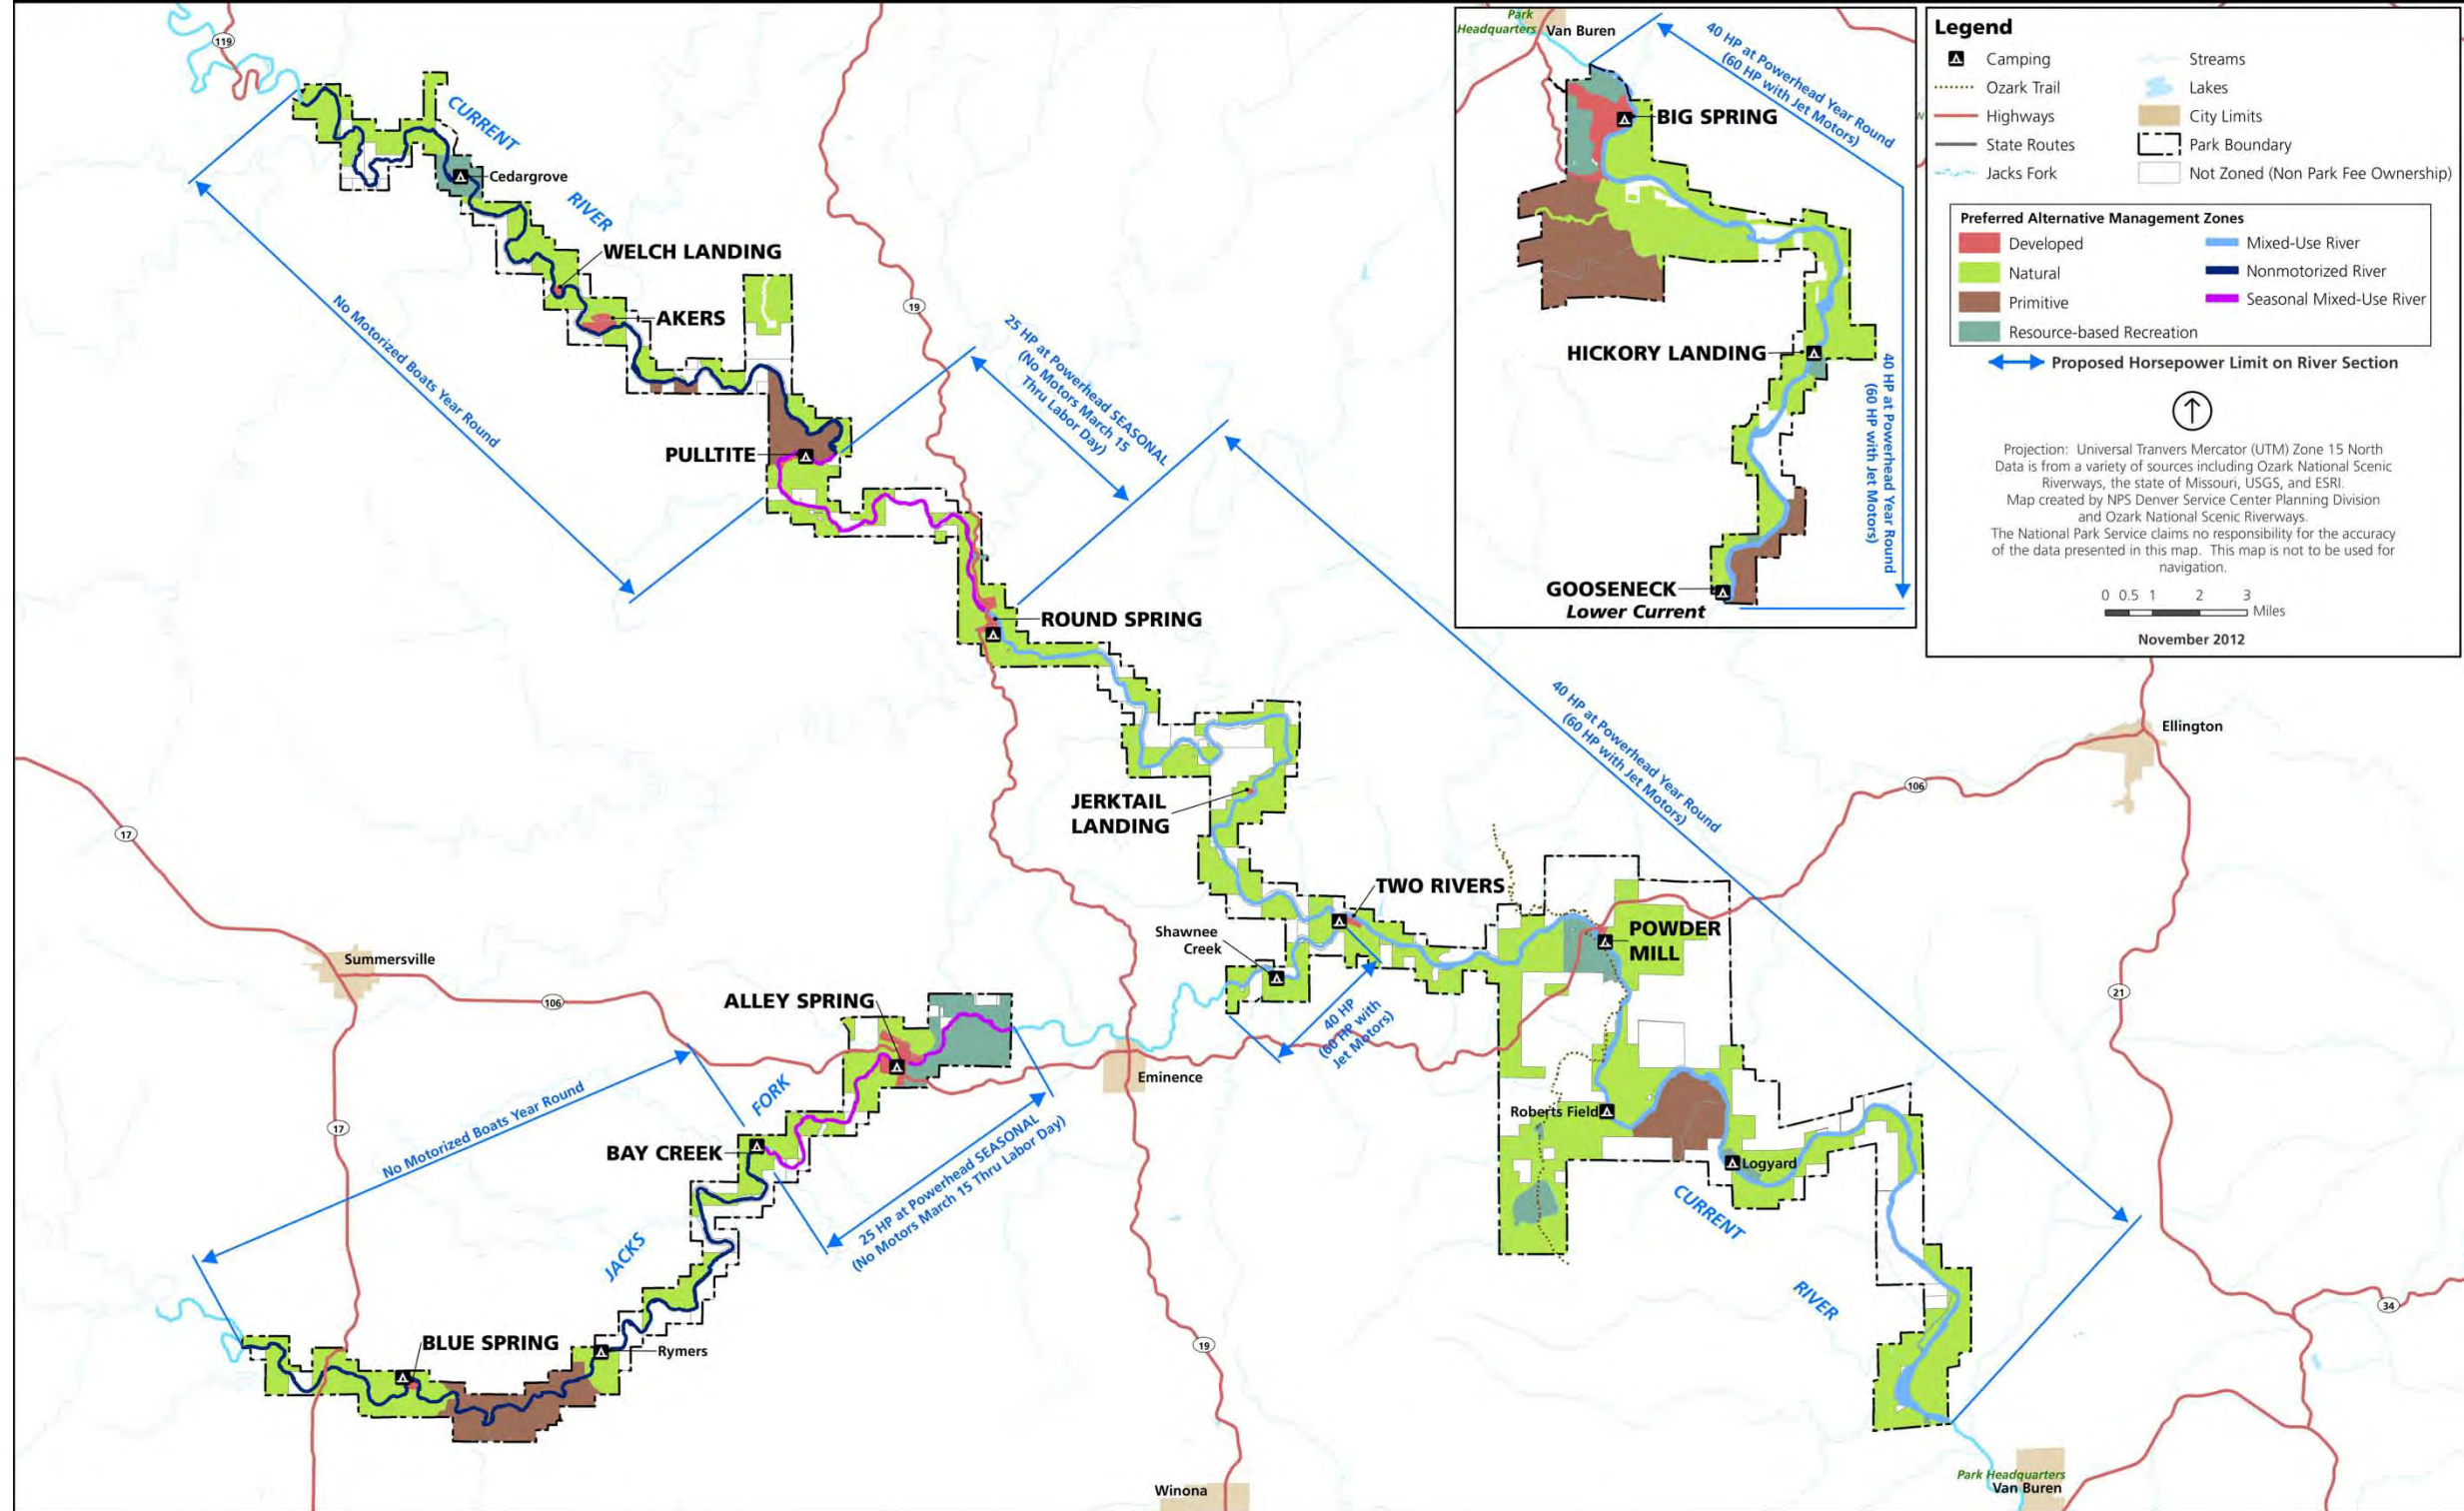 119
CURRENT
RIVER
Cedargrove
WELCH LANDING
AKERS
No Motorized Boats Year Round
PULLTITE
19
25 HP at Powerhead SEASONAL
(No Motors March 15
Thru Labor Day)
ROUND SPRING
40 HP at Powerhead Year Round
(60 HP with Jet Motors)
JERKTAIL
LANDING
TWO RIVERS
Shawnee
Creek
POWDER
MILL
40 HP
(60 HP with
Jet Motors)
Roberts Field
Logyard
CURRENT
RIVER
17
Summersville
106
17
ALLEY SPRING
Eminence
FORK
JACKS
BAY CREEK
No Motorized Boats Year Round
25 HP at Powerhead SEASONAL
(No Motors March 15 Thru Labor Day)
BLUE SPRING
Rymers
19
Winona
106
Ellington
21
34
Park Headquarters
Van Buren
Park
Headquarters
Van Buren
40 HP at Powerhead Year Round
(60 HP with Jet Motors)
BIG SPRING
HICKORY LANDING
40 HP at Powerhead Year Round
(60 HP with Jet Motors)
GOOSENECK
Lower Current
Legend
Camping
Ozark Trail
Highways
State Routes
Jacks Fork
Streams
Lakes
City Limits
Park Boundary
Not Zoned (Non Park Fee Ownership)
Preferred Alternative Management Zones
Developed
Natural
Primitive
Resource-based Recreation
Mixed-Use River
Nonmotorized River
Seasonal Mixed-Use River
Proposed Horsepower Limit on River Section
Projection: Universal Tranvers Mercator (UTM) Zone 15 North
Data is from a variety of sources including Ozark National Scenic
Riverways, the state of Missouri, USGS, and ESRI.
Map created by NPS Denver Service Center Planning Division
and Ozark National Scenic Riverways.
The National Park Service claims no responsibility for the accuracy
of the data presented in this map. This map is not to be used for
navigation.
0 0.5 1 2 3
Miles
November 2012